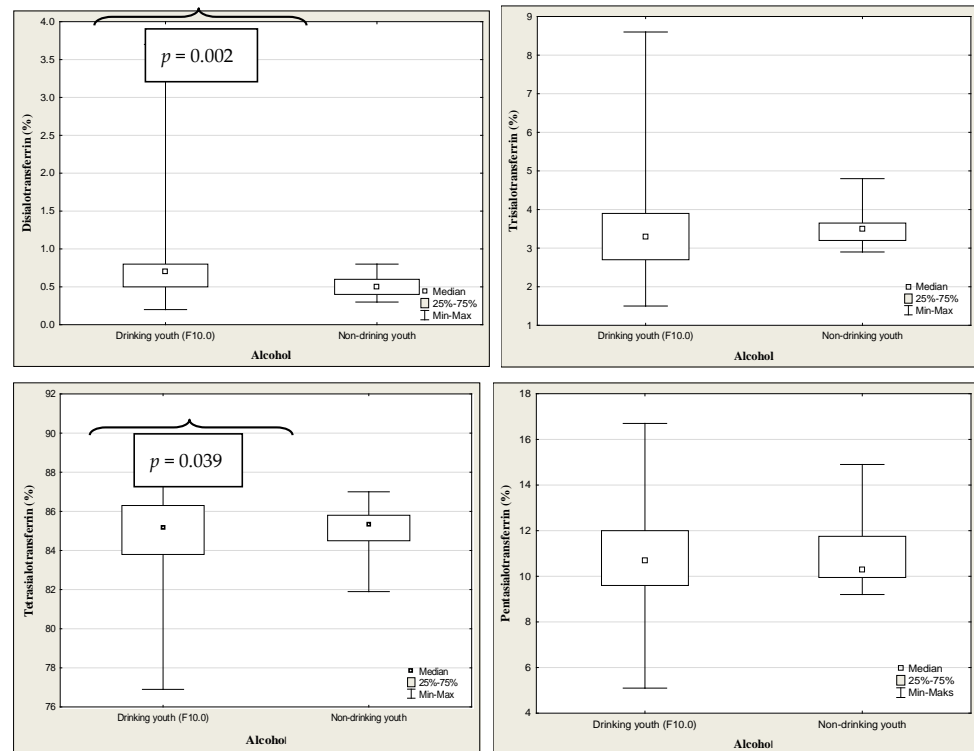 4.0
3.5
3.0
2.5
2.0
1.5
1.0
0.5
0.0
Disialotransferrin (%)
p = 0.002
Median
25%-75%
Min-Max
Drinking youth (F10.0)
Non-drining youth
Alcohol
9
8
7
6
5
4
3
2
1
Trisialotransferrin (%)
Median
25%-75%
Min-Max
Drinking youth (F10.0)
Non-drinking youth
Alcohol
92
90
88
86
84
82
80
78
76
Tetrasialotransferrin (%)
p = 0.039
Median
25%-75%
Min-Max
Drinking youth (F10.0)
Non-drinking youth
Alcohol
18
16
14
12
10
8
6
4
Pentasialotransferrin (%)
Median
25%-75%
Min-Maks
Drinking youth (F10.0)
Non-drinking youth
Alcohol